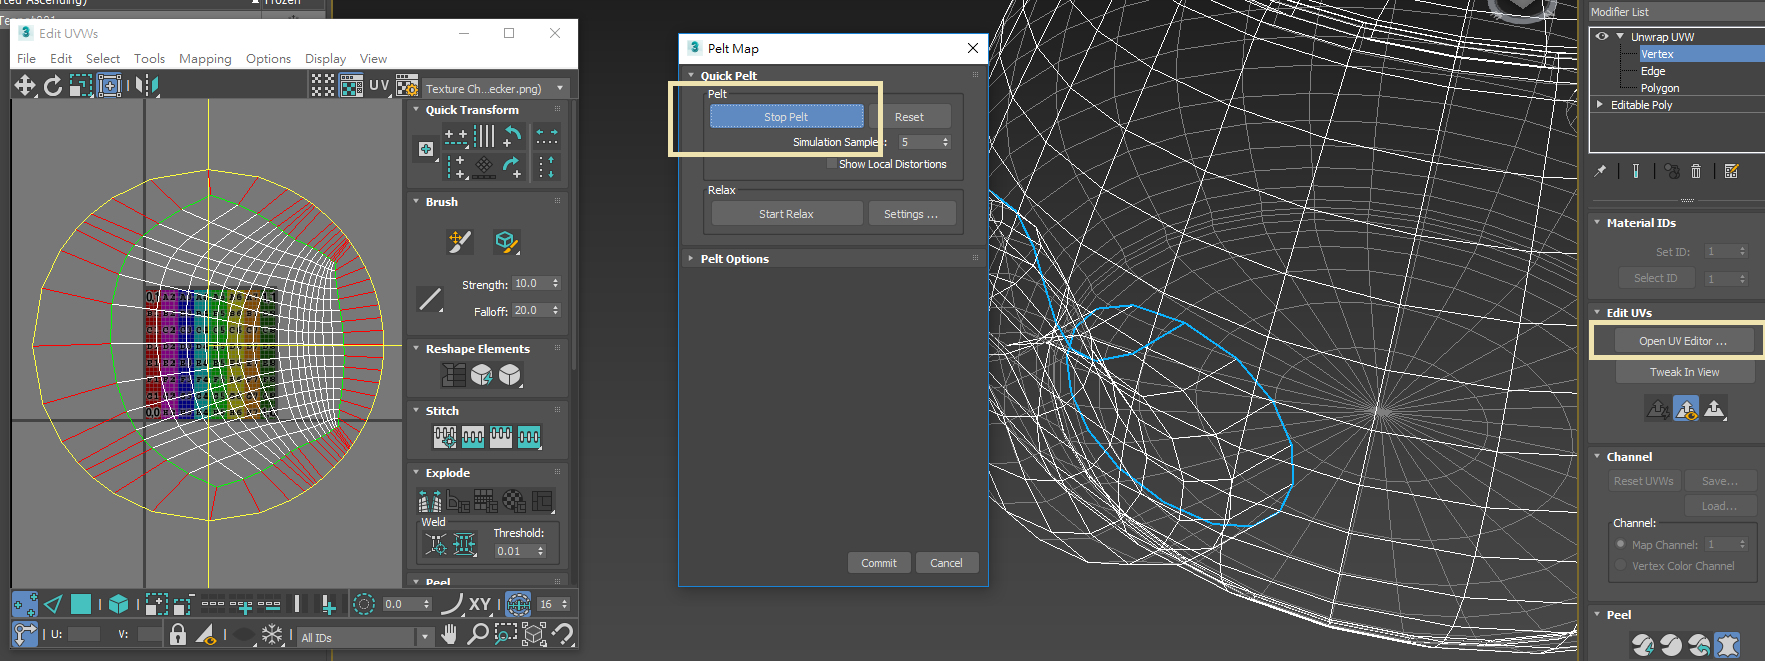 rted Ascending)
Frozen
Edit UVWs
File Edit Select Tools Mapping Options Display View
UV
Texture Ch...ecker.png)
Quick Transform
Brush
Strength: 10.0
Falloff: 20.0
Reshape Elements
Stitch
Explode
Weld
Threshold:
0.01
Peel
0.0
XY
16
U:
V:
All IDs
Pelt Map
Quick Pelt
Pelt
Stop Pelt
Reset
Simulation Samples: 5
Show Local Distortions
Relax
Start Relax
Settings ...
Pelt Options
Commit
Cancel
Modifier List
Unwrap UVW
Vertex
Edge
Polygon
Editable Poly
Material IDs
Set ID: 1
Select ID 1
Edit UVs
Open UV Editor ...
Tweak In View
Channel
Reset UVWs
Save...
Load...
Channel:
Map Channel: 1
Vertex Color Channel
Peel